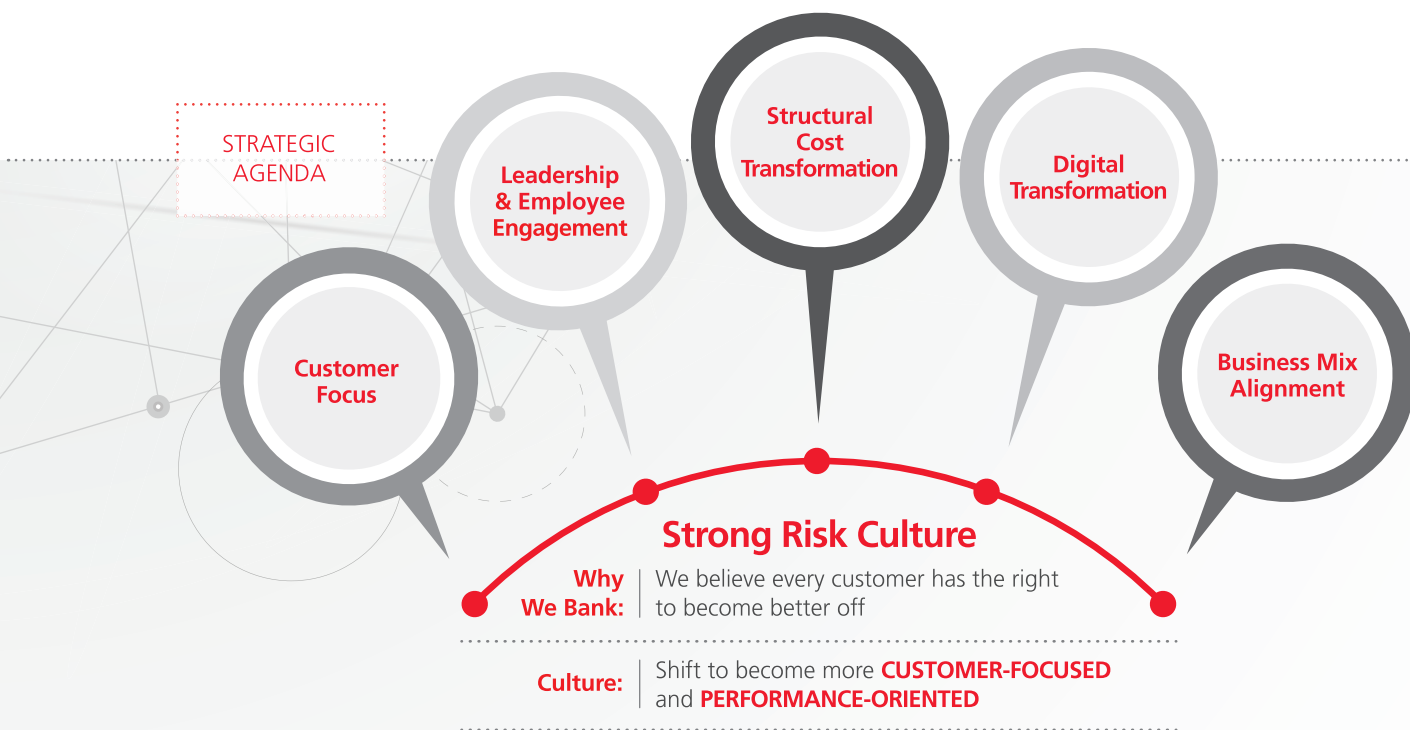 STRATEGIC
AGENDA
Customer
Focus
Leadership
& Employee
Engagement
Structural
Cost
Transformation
Digital
Transformation
Business Mix
Alignment
Strong Risk Culture
Why
We Bank:
We believe every customer has the right
to become better off
Culture:
Shift to become more CUSTOMER-FOCUSED
and PERFORMANCE-ORIENTED